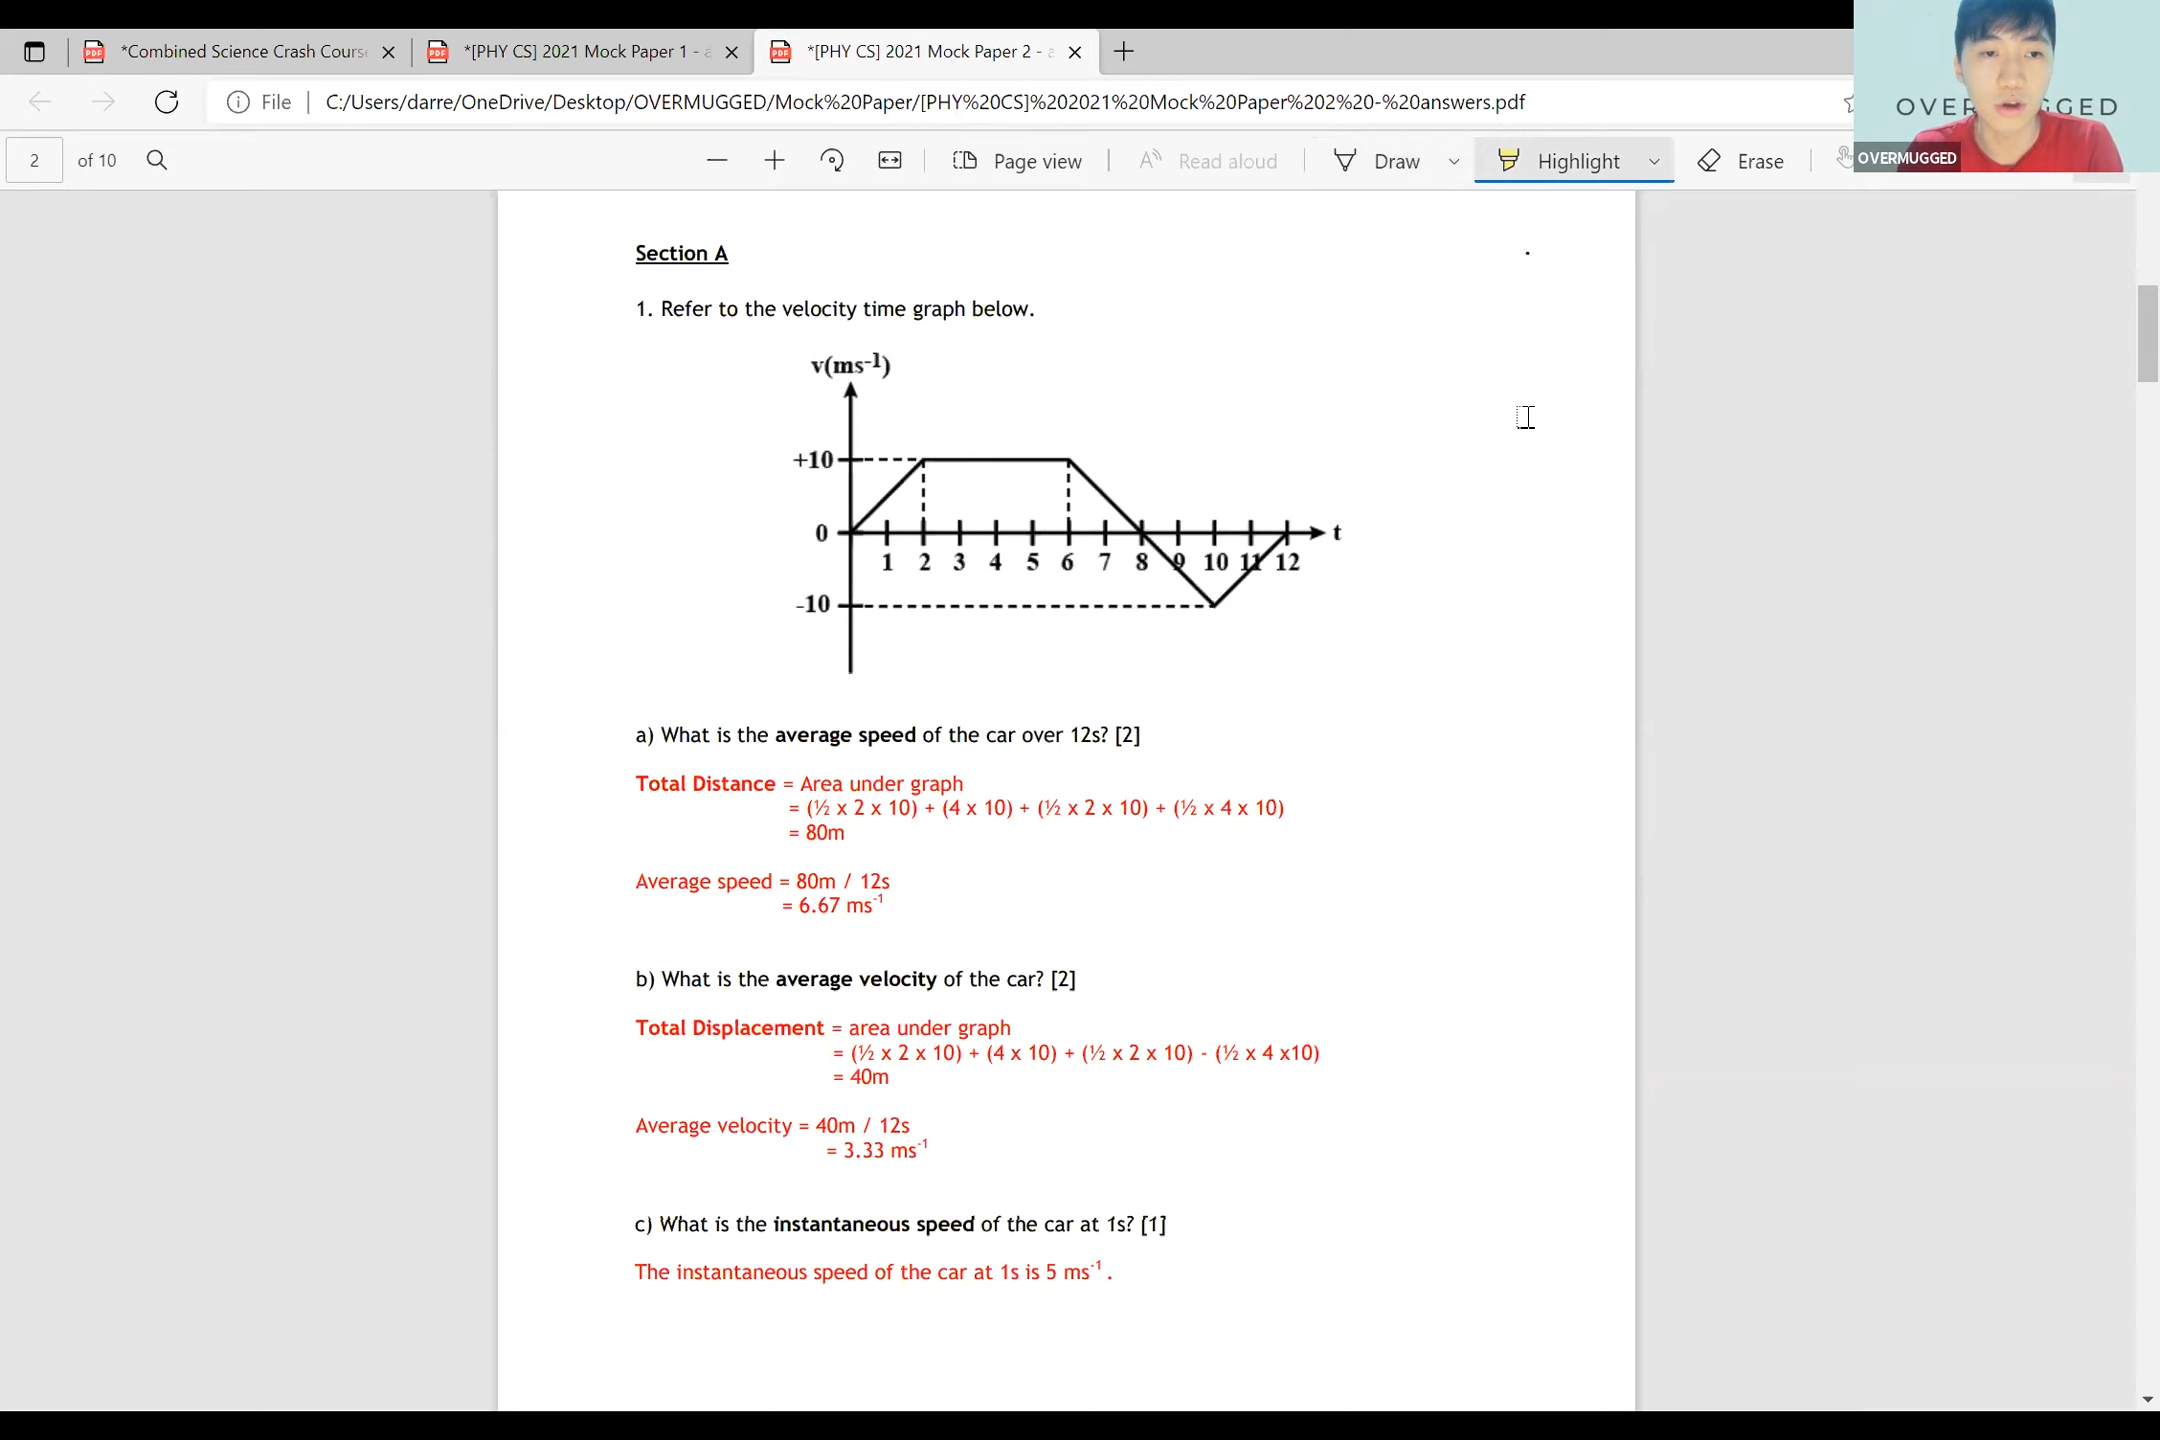 *Combined Science Crash Cours
*[PHY CS] 2021 Mock Paper 1 - a
*[PHY CS] 2021 Mock Paper 2 - a
File
C:/Users/darre/OneDrive/Desktop/OVERMUGGED/Mock%20Paper/[PHY%20CS]%202021%20Mock%20Paper%202%20-%20answers.pdf
2 of 10
Page view
Read aloud
Draw
Highlight
Erase
OVERMUGGED
Section A
1. Refer to the velocity time graph below.
v(ms⁻¹)
+10
0
t
1 2 3 4 5 6 7 8 9 10 11 12
-10
a) What is the average speed of the car over 12s? [2]
Total Distance = Area under graph
= (½ x 2 x 10) + (4 x 10) + (½ x 2 x 10) + (½ x 4 x 10)
= 80m
Average speed = 80m / 12s
= 6.67 ms⁻¹
b) What is the average velocity of the car? [2]
Total Displacement = area under graph
= (½ x 2 x 10) + (4 x 10) + (½ x 2 x 10) - (½ x 4 x10)
= 40m
Average velocity = 40m / 12s
= 3.33 ms⁻¹
c) What is the instantaneous speed of the car at 1s? [1]
The instantaneous speed of the car at 1s is 5 ms⁻¹ .